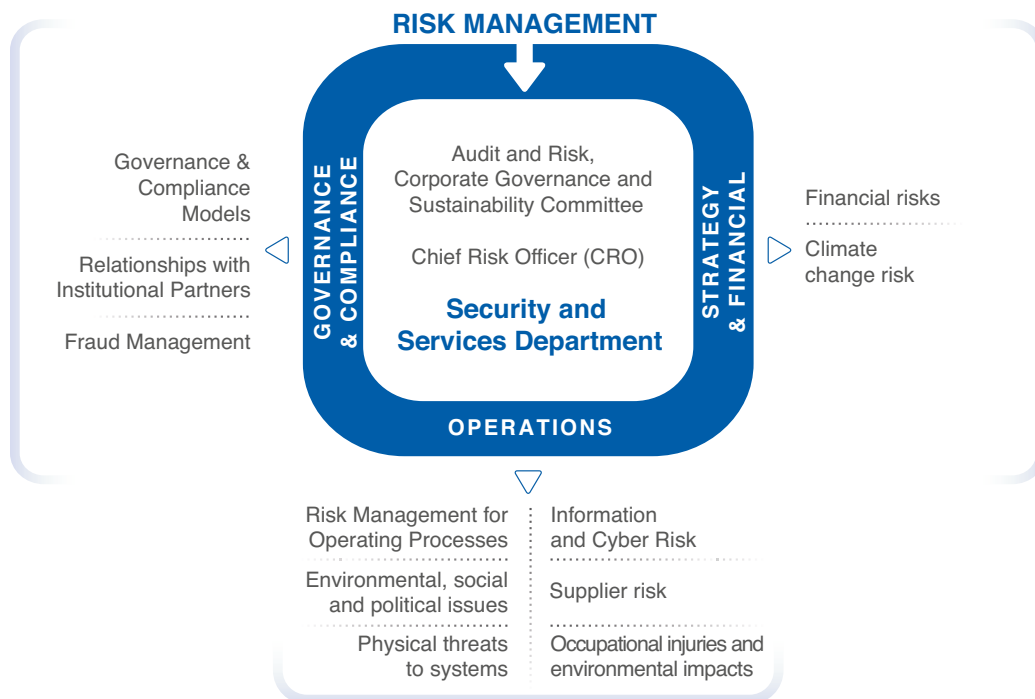 RISK MANAGEMENT
GOVERNANCE
& COMPLIANCE
Audit and Risk,
Corporate Governance and
Sustainability Committee
Chief Risk Officer (CRO)
Security and
Services Department
STRATEGY
& FINANCIAL
OPERATIONS
Governance &
Compliance
Models
Relationships with
Institutional Partners
Fraud Management
Financial risks
Climate
change risk
Risk Management for
Operating Processes
Environmental, social
and political issues
Physical threats
to systems
Information
and Cyber Risk
Supplier risk
Occupational injuries and
environmental impacts